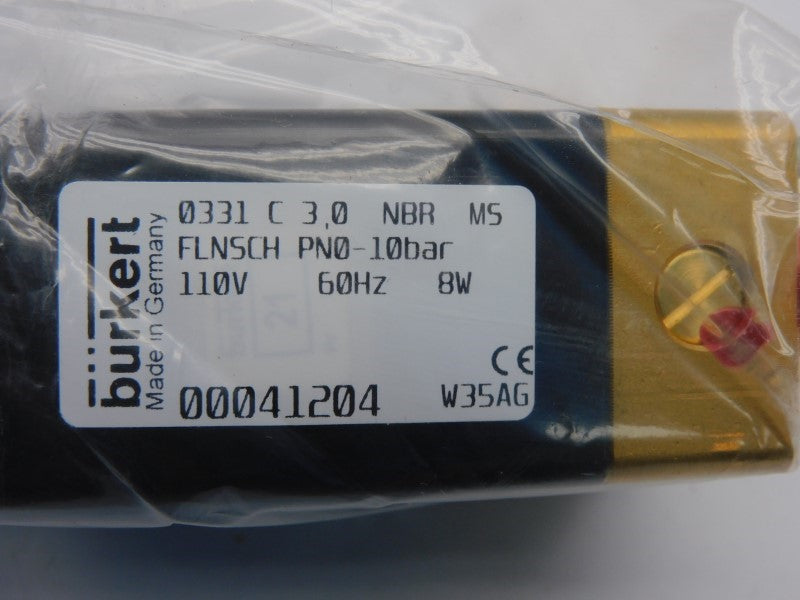 0331 C 3,0 NBR MS
FLNSCH PN0-10bar
110V 60Hz 8W
CE
00041204 W35AG
bürkert
Made in Germany